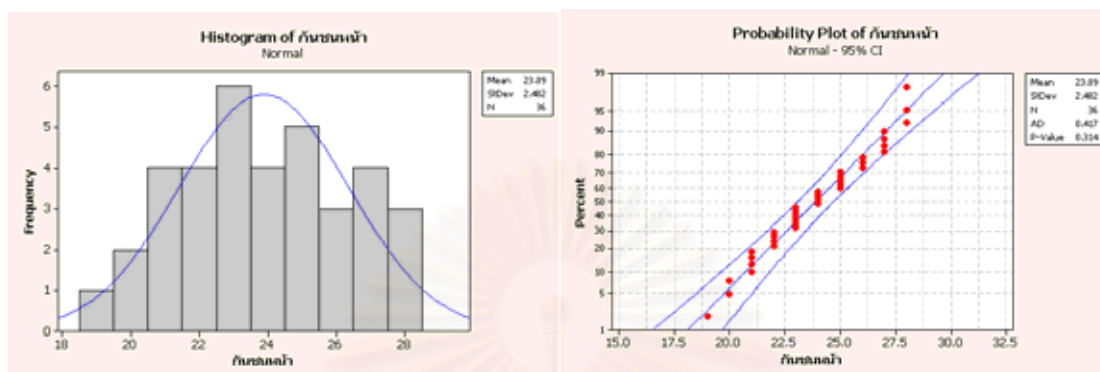 Histogram of กันชนหน้า
Normal
Mean 23.89
StDev 2.482
N 36
Frequency
6
5
4
3
2
1
0
18 20 22 24 26 28
กันชนหน้า
Probability Plot of กันชนหน้า
Normal - 95% CI
Mean 23.89
StDev 2.482
N 36
AD 0.417
P-Value 0.314
Percent
99
95
90
80
70
60
50
40
30
20
10
5
1
15.0 17.5 20.0 22.5 25.0 27.5 30.0 32.5
กันชนหน้า